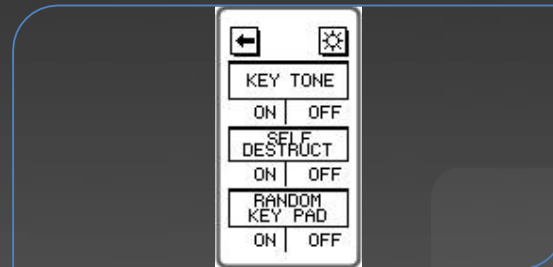 KEY TONE
ON OFF
SELF
DESTRUCT
ON OFF
RANDOM
KEY PAD
ON OFF